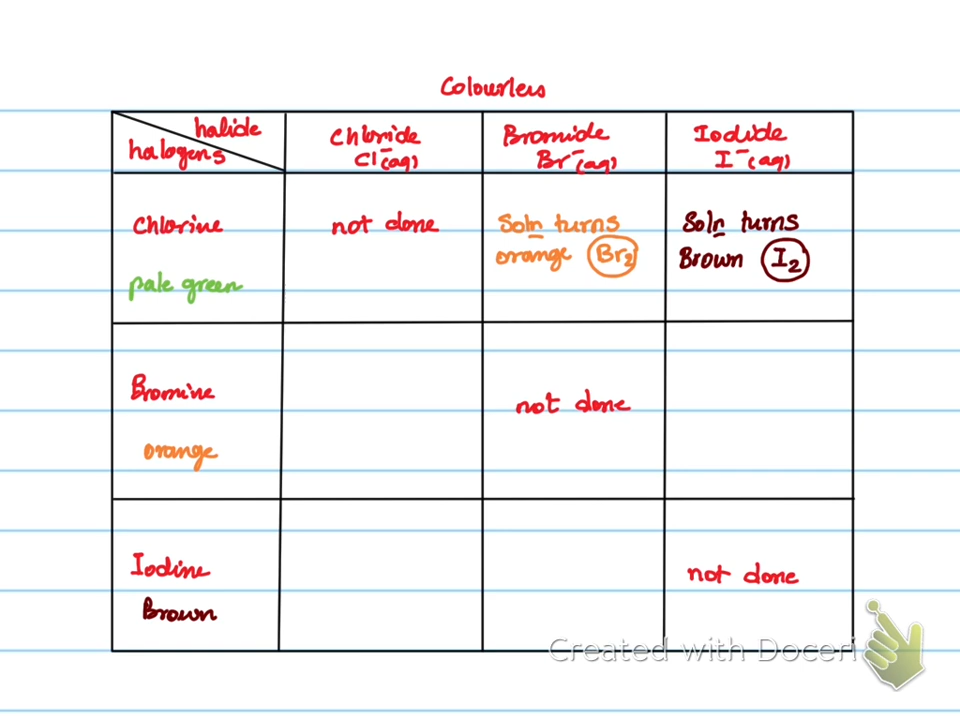 Colourless
halide
halogens
Chloride
Cl⁻(aq)
Bromide
Br⁻(aq)
Iodide
I⁻(aq)
Chlorine
pale green
not done
Soln turns
orange Br₂
Soln turns
Brown I₂
Bromine
orange
not done
Iodine
Brown
not done
Created with Doceri